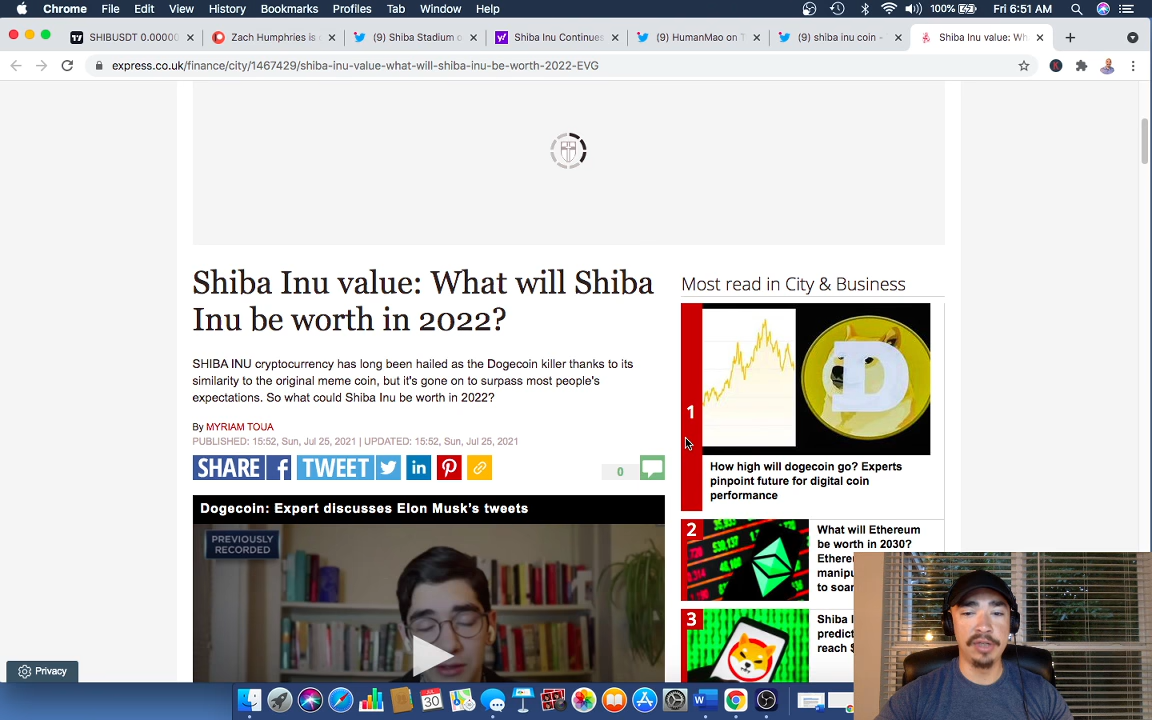 Chrome File Edit View History Bookmarks Profiles Tab Window Help 100% Fri 6:51 AM
SHIBUSDT 0.0000 Zach Humphries is (9) Shiba Stadium Shiba Inu Continues (9) HumanMao on (9) shiba inu coin - Shiba Inu value: Wh
express.co.uk/finance/city/1467429/shiba-inu-value-what-will-shiba-inu-be-worth-2022-EVG
Shiba Inu value: What will Shiba
Inu be worth in 2022?
SHIBA INU cryptocurrency has long been hailed as the Dogecoin killer thanks to its
similarity to the original meme coin, but it's gone on to surpass most people's
expectations. So what could Shiba Inu be worth in 2022?
By MYRIAM TOUA
PUBLISHED: 15:52, Sun, Jul 25, 2021 | UPDATED: 15:52, Sun, Jul 25, 2021
SHARE f TWEET in 0
Dogecoin: Expert discusses Elon Musk's tweets
PREVIOUSLY
RECORDED
Most read in City & Business
1
How high will dogecoin go? Experts
pinpoint future for digital coin
performance
2
What will Ethereum
be worth in 2030?
3
Privacy
JUL
30